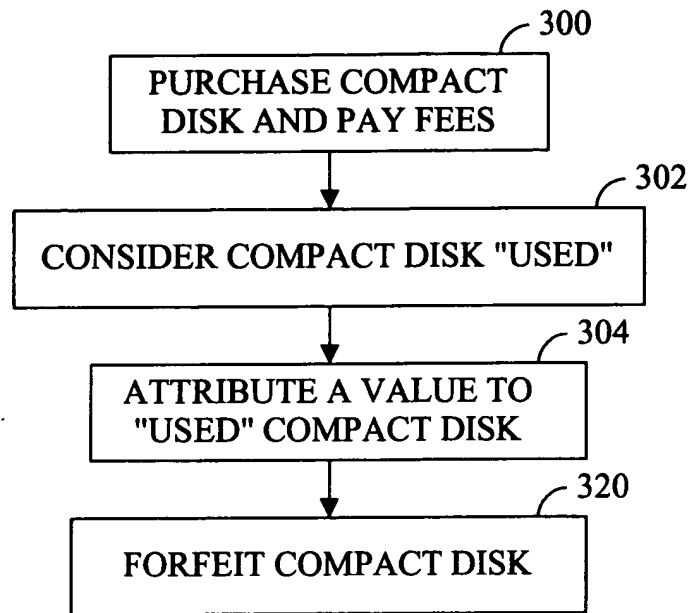 300
PURCHASE COMPACT
DISK AND PAY FEES
302
CONSIDER COMPACT DISK "USED"
304
ATTRIBUTE A VALUE TO
"USED" COMPACT DISK
320
FORFEIT COMPACT DISK